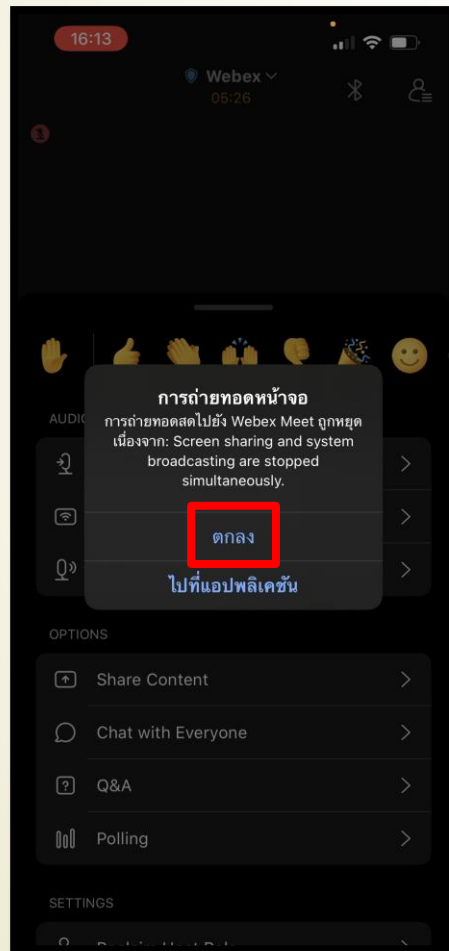 16:13
Webex
05:26
การถ่ายทอดหน้าจอ
การถ่ายทอดสดไปยัง Webex Meet ถูกหยุด
เนื่องจาก: Screen sharing and system
broadcasting are stopped
simultaneously.
AUDIO
ตกลง
ไปที่แอปพลิเคชัน
OPTIONS
Share Content
Chat with Everyone
Q&A
Polling
SETTINGS
Reclaim Host Role